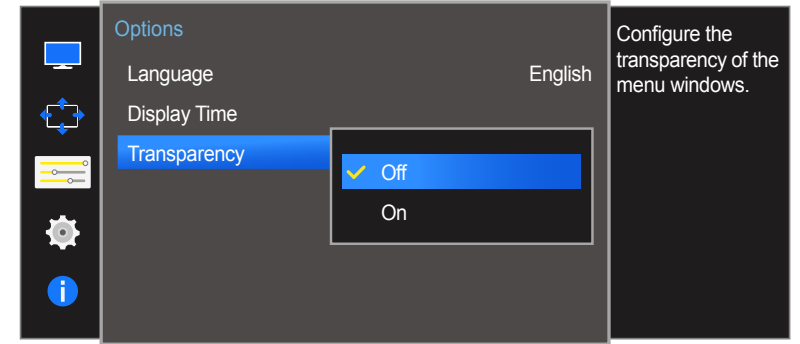 Options
Language English
Display Time
Transparency
Off
On
Configure the
transparency of the
menu windows.